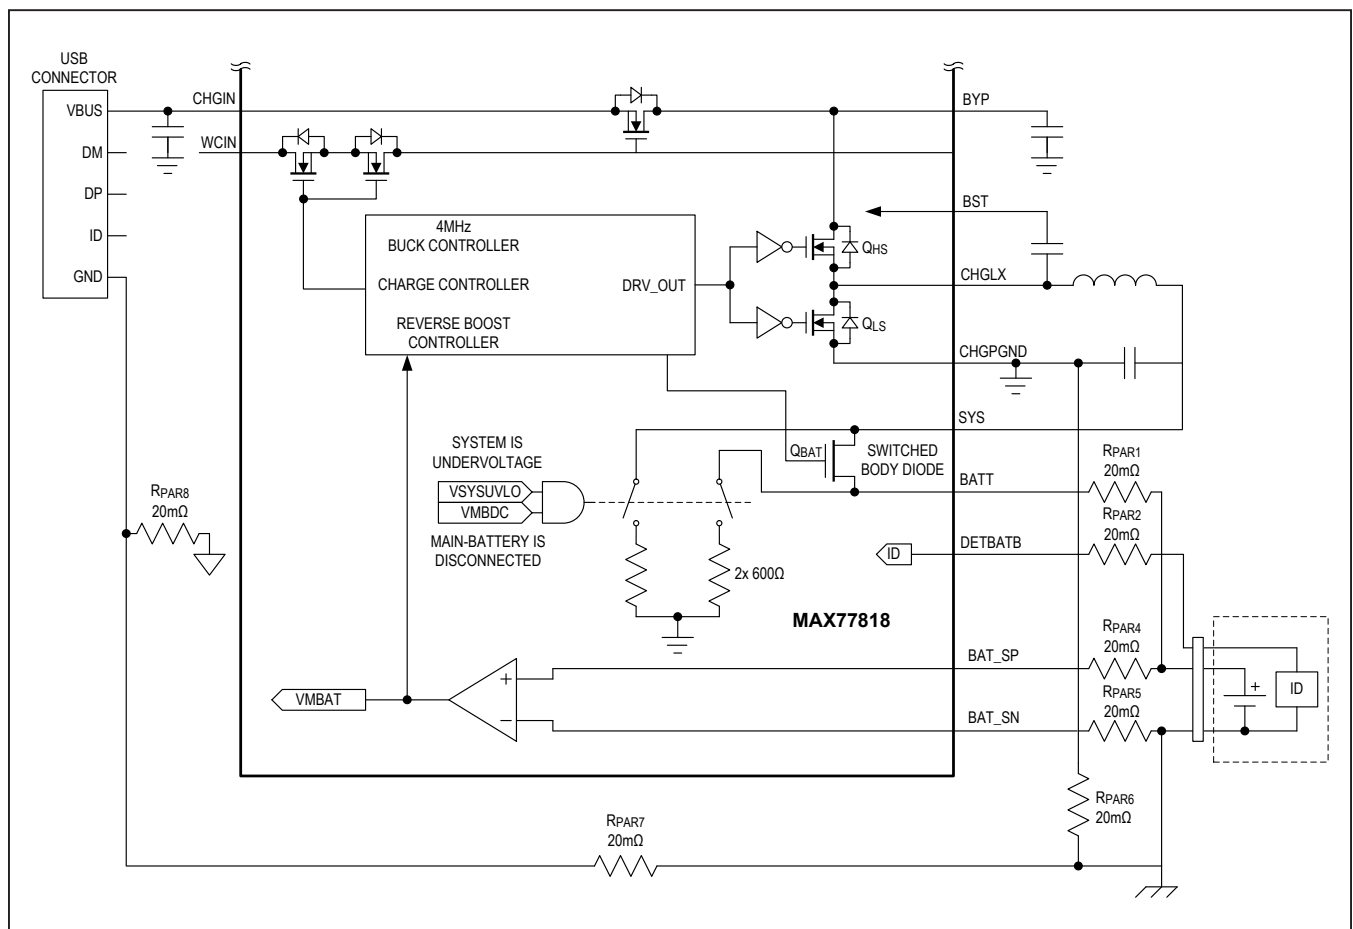 USB
CONNECTOR
VBUS
DM
DP
ID
GND
CHGIN
WCIN
BYP
BST
CHGLX
CHGPGND
SYS
BATT
DETBATB
BAT_SP
BAT_SN
4MHz
BUCK CONTROLLER
CHARGE CONTROLLER
DRV_OUT
REVERSE BOOST
CONTROLLER
QHS
QLS
SYSTEM IS
UNDERVOLTAGE
VSYSUVLO
VMBDC
MAIN-BATTERY IS
DISCONNECTED
QBAT
SWITCHED
BODY DIODE
2x 600Ω
ID
MAX77818
VMBAT
+
−
RPAR1
20mΩ
RPAR2
20mΩ
RPAR4
20mΩ
RPAR5
20mΩ
+
ID
RPAR6
20mΩ
RPAR7
20mΩ
RPAR8
20mΩ